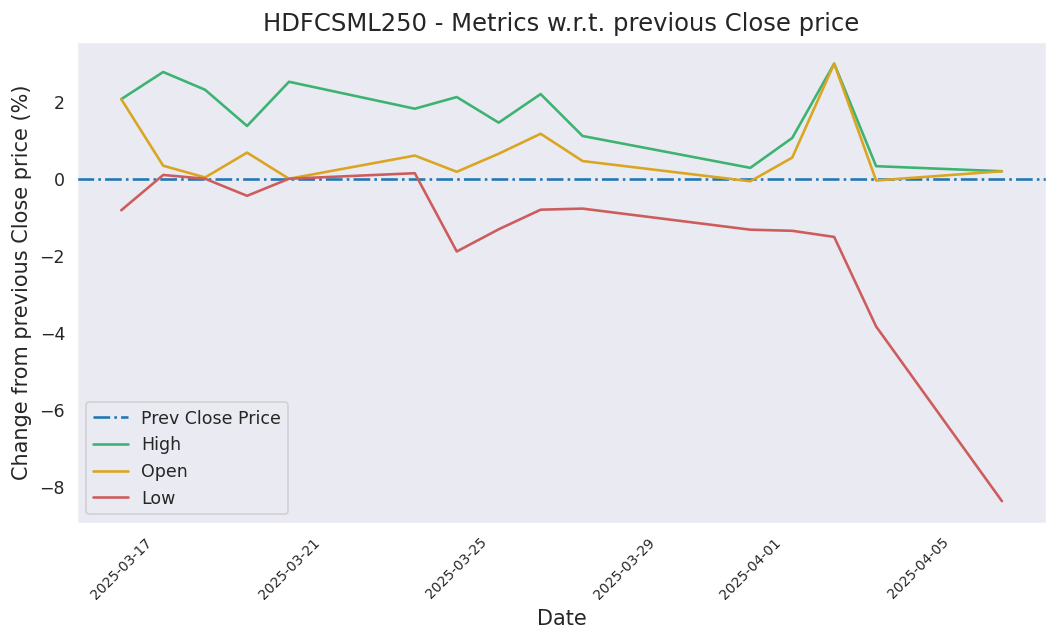 HDFCSML250 - Metrics w.r.t. previous Close price
Change from previous Close price (%)
2
0
−2
−4
−6
−8
Prev Close Price
High
Open
Low
2025-03-17
2025-03-21
2025-03-25
2025-03-29
2025-04-01
2025-04-05
Date